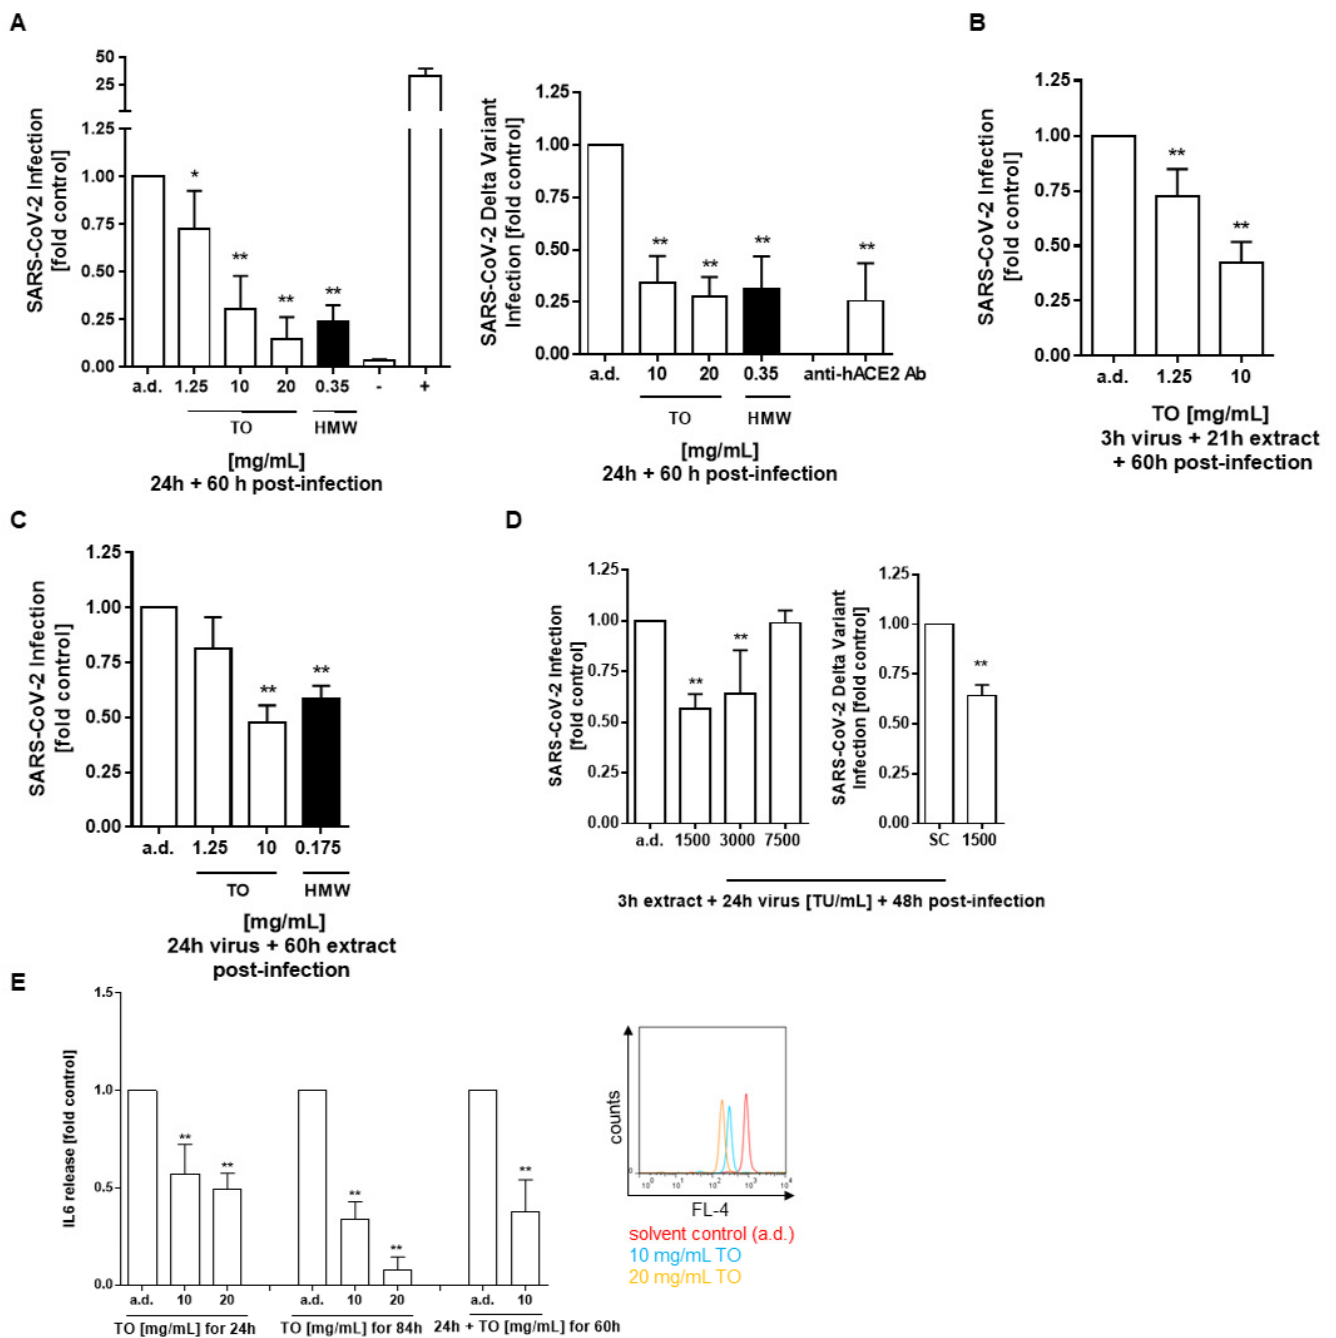 A
SARS-CoV-2 Infection
[fold control]
50
25
1.25
1.00
0.75
0.50
0.25
0.00
*
**
**
**
a.d. 1.25 10 20 0.35 - +
TO HMW
[mg/mL]
24h + 60 h post-infection
SARS-CoV-2 Delta Variant
Infection [fold control]
1.25
1.00
0.75
0.50
0.25
0.00
** ** ** **
a.d. 10 20 0.35 anti-hACE2 Ab
TO HMW
[mg/mL]
24h + 60 h post-infection
B
SARS-CoV-2 Infection
[fold control]
1.25
1.00
0.75
0.50
0.25
0.00
**
**
a.d. 1.25 10
TO [mg/mL]
3h virus + 21h extract
+ 60h post-infection
C
SARS-CoV-2 Infection
[fold control]
1.25
1.00
0.75
0.50
0.25
0.00
** **
a.d. 1.25 10 0.175
TO HMW
[mg/mL]
24h virus + 60h extract
post-infection
D
SARS-CoV-2 Infection
[fold control]
1.25
1.00
0.75
0.50
0.25
0.00
**
**
a.d. 1500 3000 7500
SARS-CoV-2 Delta Variant
Infection [fold control]
1.25
1.00
0.75
0.50
0.25
0.00
**
SC 1500
3h extract + 24h virus [TU/mL] + 48h post-infection
E
IL6 release [fold control]
1.5
1.0
0.5
0.0
** **
** **
**
a.d. 10 20 a.d. 10 20 a.d. 10
TO [mg/mL] for 24h TO [mg/mL] for 84h 24h + TO [mg/mL] for 60h
counts
0
10⁰ 10¹ 10² 10³ 10⁴
FL-4
solvent control (a.d.)
10 mg/mL TO
20 mg/mL TO